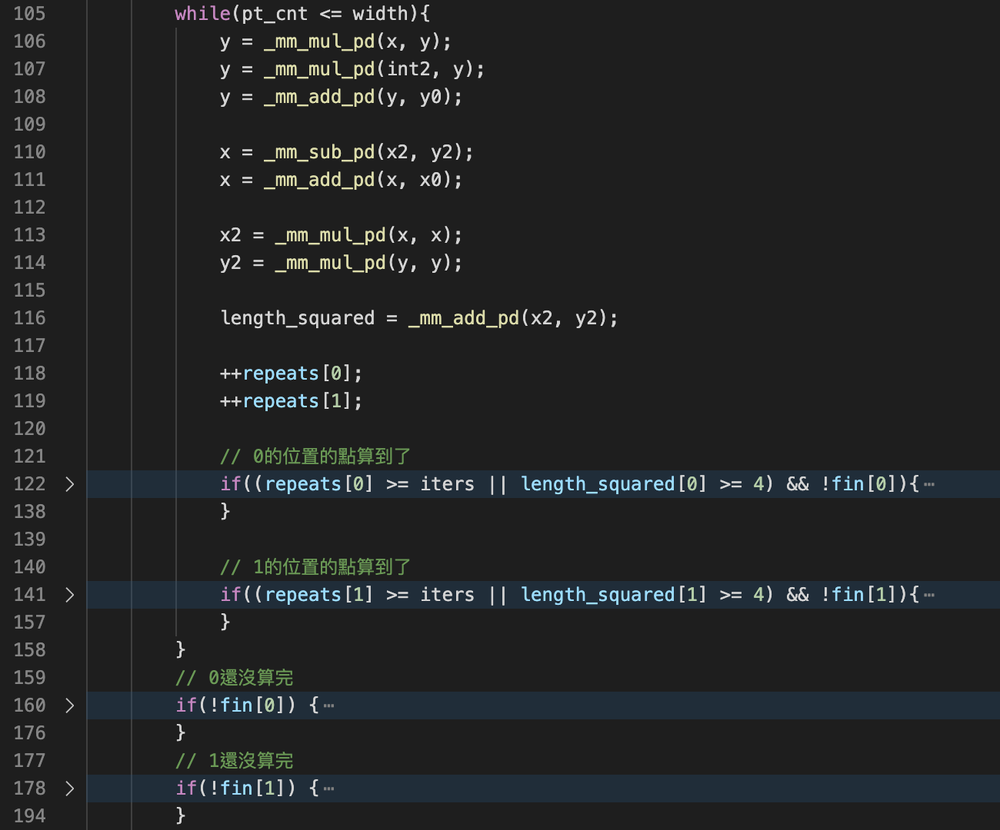 105 while(pt_cnt <= width){
106 y = _mm_mul_pd(x, y);
107 y = _mm_mul_pd(int2, y);
108 y = _mm_add_pd(y, y0);
109
110 x = _mm_sub_pd(x2, y2);
111 x = _mm_add_pd(x, x0);
112
113 x2 = _mm_mul_pd(x, x);
114 y2 = _mm_mul_pd(y, y);
115
116 length_squared = _mm_add_pd(x2, y2);
117
118 ++repeats[0];
119 ++repeats[1];
120
121 // 0的位置的點算到了
122 if((repeats[0] >= iters || length_squared[0] >= 4) && !fin[0]){⋯
138 }
139
140 // 1的位置的點算到了
141 if((repeats[1] >= iters || length_squared[1] >= 4) && !fin[1]){⋯
157 }
158 }
159 // 0還沒算完
160 if(!fin[0]) {⋯
176 }
177 // 1還沒算完
178 if(!fin[1]) {⋯
194 }